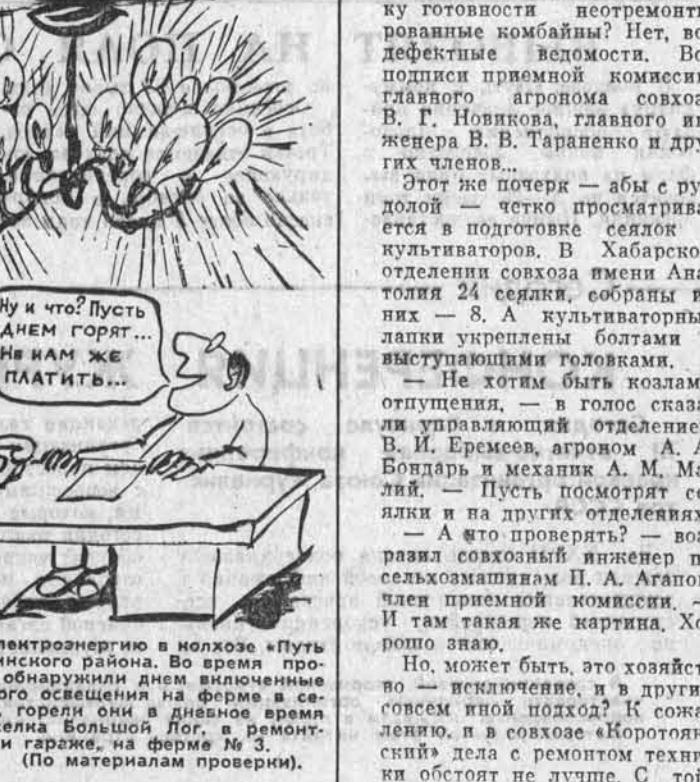 Ну и что? Пусть
ДНЕМ ГОРЯТ...
НЕ НАМ ЖЕ
ПЛАТИТЬ...
лектроэнергию в колхозе «Путь
инского района. Во время про-
обнаружили днем включенные
ого освещения на ферме в се-
горели они в дневное время
селка Большой Лог, в ремонт-
и гараже, на ферме № 3.
(По материалам проверки).
ку готовности неотремонти
рованные комбайны? Нет, во
дефектные ведомости. Во
подписи приемной комиссии
главного агронома совхоз
В. Г. Новикова, главного ин
женера В. В. Тараненко и дру
гих членов...
Этот же почерк — абы с ру
долой — четко просматрива
ется в подготовке сеялок
культиваторов. В Хабарско
отделении совхоза имени Ана
толия 24 сеялки, собраны и
них — 8. А культиваторны
лапки укреплены болтами
выступающими головками.
— Не хотим быть козлам
отпущения, — в голос сказа
ли управляющий отделение
В. И. Еремеев, агроном А. А
Бондарь и механик А. М. Ма
лий. — Пусть посмотрят се
ялки и на других отделениях
— А что проверять? — воз
разил совхозный инженер п
сельхозмашинам П. А. Агапов
член приемной комиссии. —
И там такая же картина. Хо
рошо знаю.
Но, может быть, это хозяйст
во — исключение, и в други
совсем иной подход? К сожа
лению, и в совхозе «Коротоян
ский» дела с ремонтом техни
ки обстоят не лучше. С тог